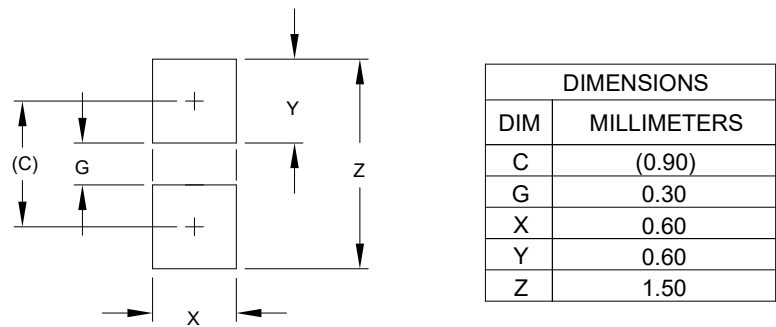 (C)
G
Y
Z
X
DIMENSIONS
DIM MILLIMETERS
C (0.90)
G 0.30
X 0.60
Y 0.60
Z 1.50